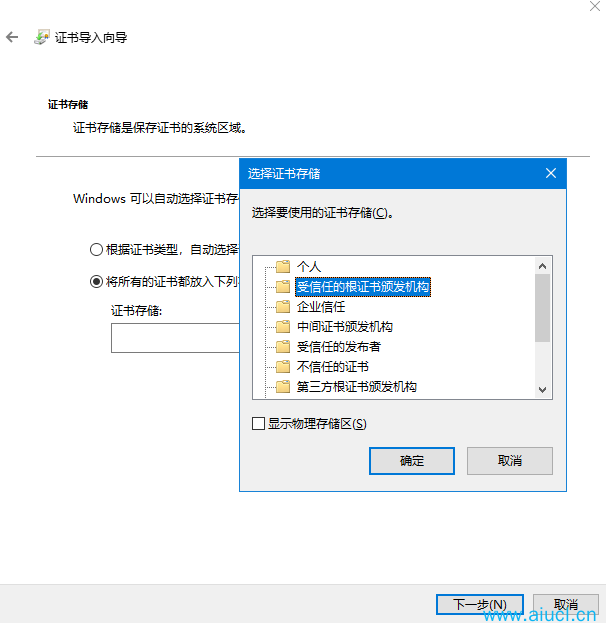 证书导入向导
证书存储
证书存储是保存证书的系统区域。
Windows 可以自动选择证书存
根据证书类型，自动选择
将所有的证书都放入下列
证书存储:
选择证书存储
选择要使用的证书存储(C)。
个人
受信任的根证书颁发机构
企业信任
中间证书颁发机构
受信任的发布者
不信任的证书
第三方根证书颁发机构
显示物理存储区(S)
确定
取消
下一步(N)
取消
www.aiucl.cn